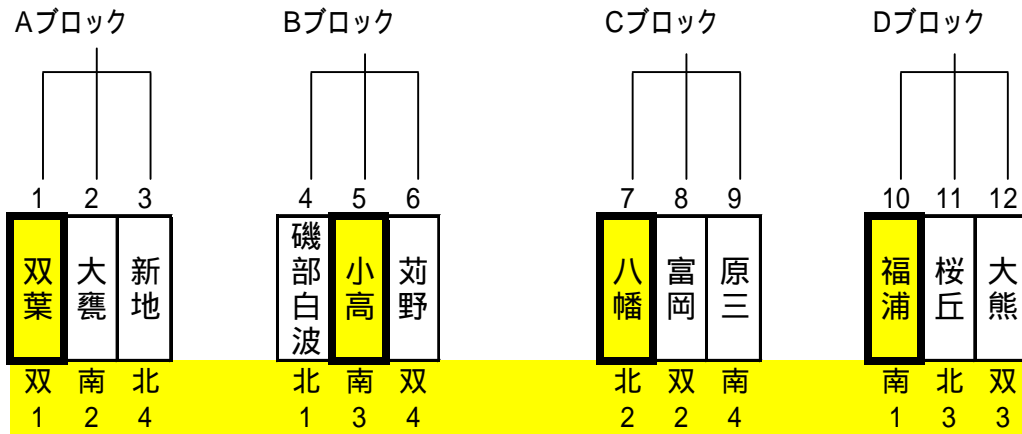 Aブロック Bブロック Cブロック Dブロック
1 2 3 4 5 6 7 8 9 10 11 12
双葉 大甕 新地 磯部白波 小高 苅野 八幡 富岡 原三 福浦 桜丘 大熊
双 南 北 北 南 双 北 双 南 南 北 双
1 2 4 1 3 4 2 2 4 1 3 3